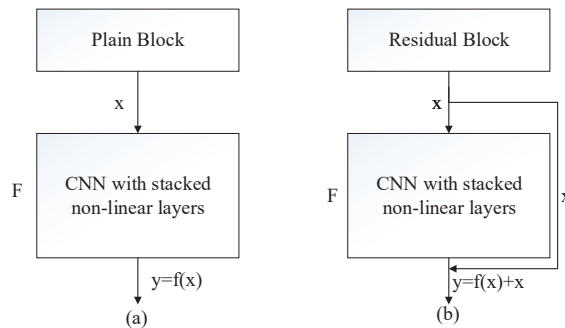 Plain Block
x
F
CNN with stacked
non-linear layers
y=f(x)
(a)
Residual Block
x
F
CNN with stacked
non-linear layers
x
y=f(x)+x
(b)